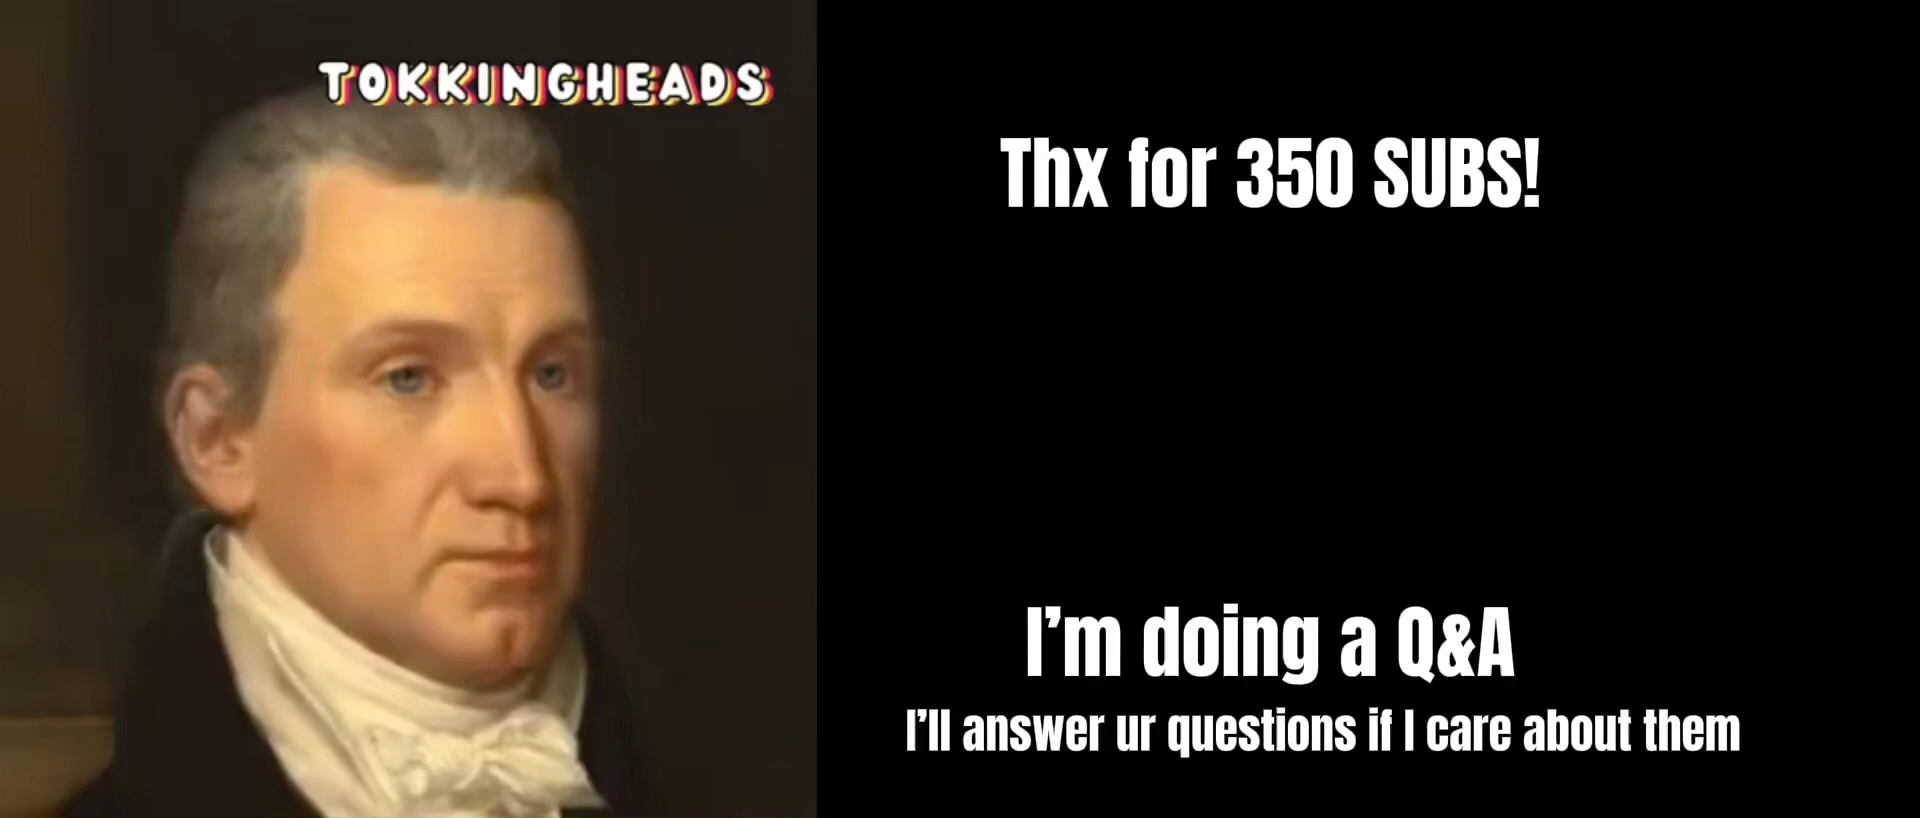 TOKKINGHEADS
Thx for 350 SUBS!
I'm doing a Q&A
I'll answer ur questions if I care about them